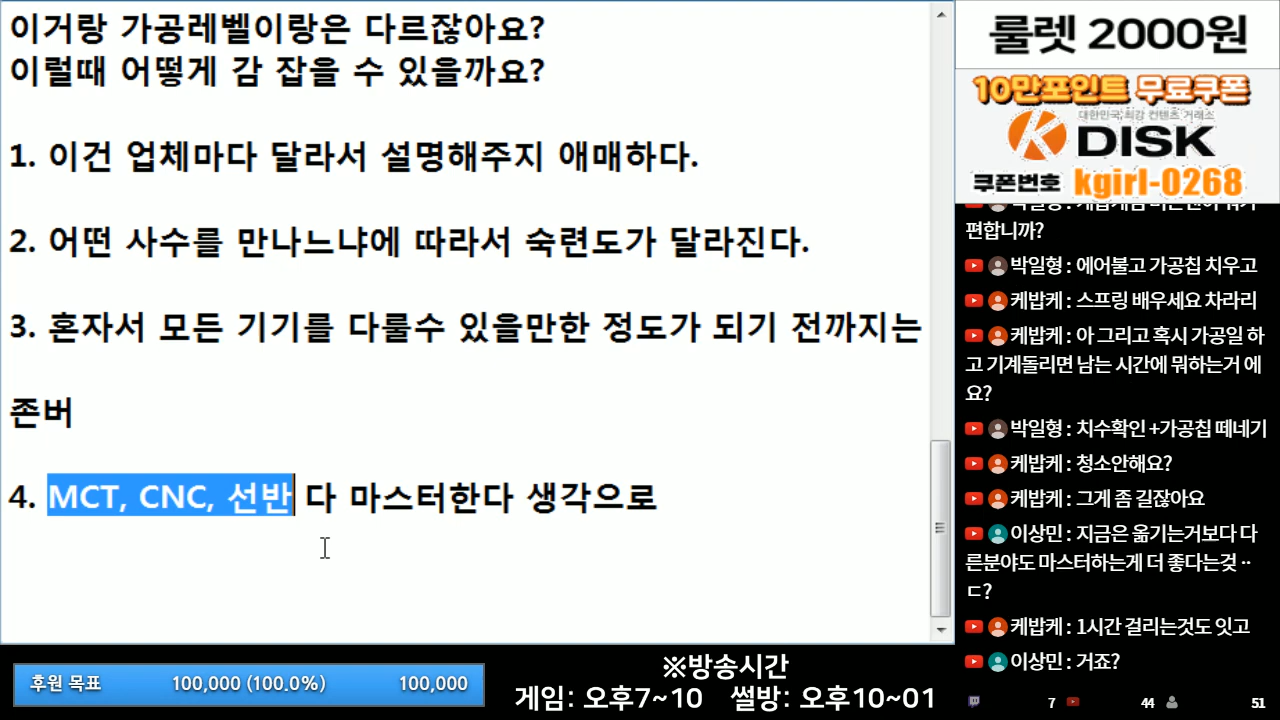 이거랑 가공레벨이랑은 다르잖아요?
이럴때 어떻게 감 잡을 수 있을까요?
1. 이건 업체마다 달라서 설명해주지 애매하다.
2. 어떤 사수를 만나느냐에 따라서 숙련도가 달라진다.
3. 혼자서 모든 기기를 다룰수 있을만한 정도가 되기 전까지는
존버
4. MCT, CNC, 선반 다 마스터한다 생각으로
룰렛 2000원
10만포인트 무료쿠폰
대한민국 최강 컨텐츠 거래소
K DISK
쿠폰번호 kgirl-0268
편합니까?
박일형 : 에어불고 가공칩 치우고
케밥케 : 스프링 배우세요 차라리
케밥케 : 아 그리고 혹시 가공일 하
고 기계돌리면 남는 시간에 뭐하는거 에
요?
박일형 : 치수확인 +가공칩 떼네기
케밥케 : 청소안해요?
케밥케 : 그게 좀 길잖아요
이상민 : 지금은 옮기는거보다 다
른분야도 마스터하는게 더 좋다는것 ··
ㄷ?
케밥케 : 1시간 걸리는것도 잇고
이상민 : 거죠?
7 44 51
후원 목표 100,000 (100.0%) 100,000
※방송시간
게임: 오후7~10 썰방: 오후10~01